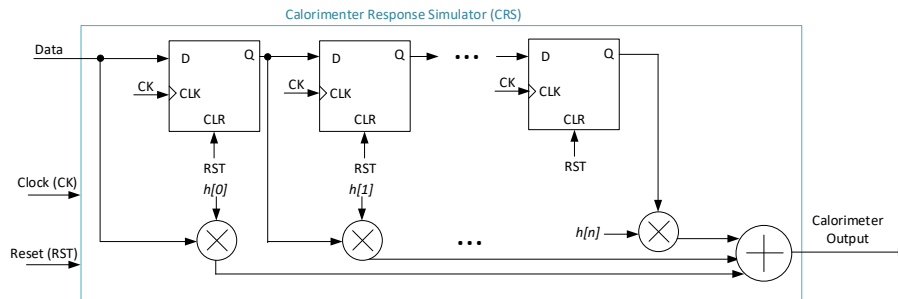 Calorimenter Response Simulator (CRS)
Data
D
Q
CK
CLK
CLR
RST
h[0]
D
Q
CK
CLK
CLR
RST
h[1]
...
D
Q
CK
CLK
CLR
RST
Clock (CK)
Reset (RST)
...
h[n]
Calorimeter
Output